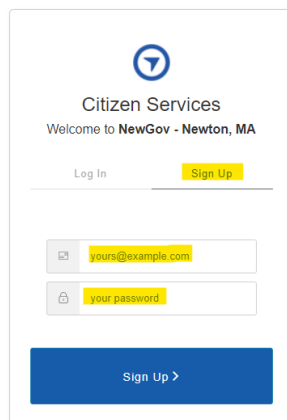 Citizen Services
Welcome to NewGov - Newton, MA
Log In Sign Up
yours@example.com
your password
Sign Up >